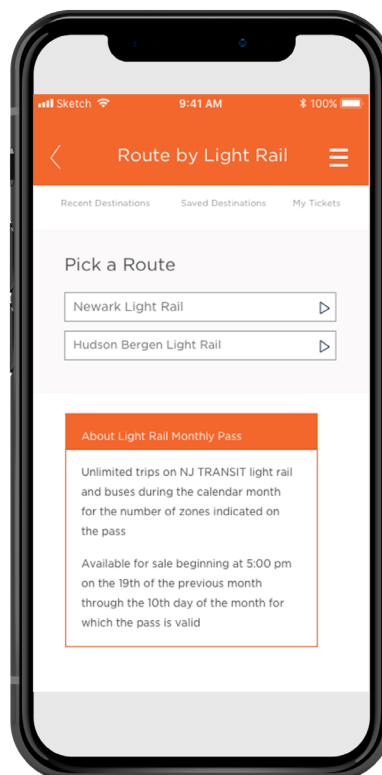 Sketch 9:41 AM 100%
Route by Light Rail
Recent Destinations Saved Destinations My Tickets
Pick a Route
Newark Light Rail
Hudson Bergen Light Rail
About Light Rail Monthly Pass
Unlimited trips on NJ TRANSIT light rail
and buses during the calendar month
for the number of zones indicated on
the pass
Available for sale beginning at 5:00 pm
on the 19th of the previous month
through the 10th day of the month for
which the pass is valid